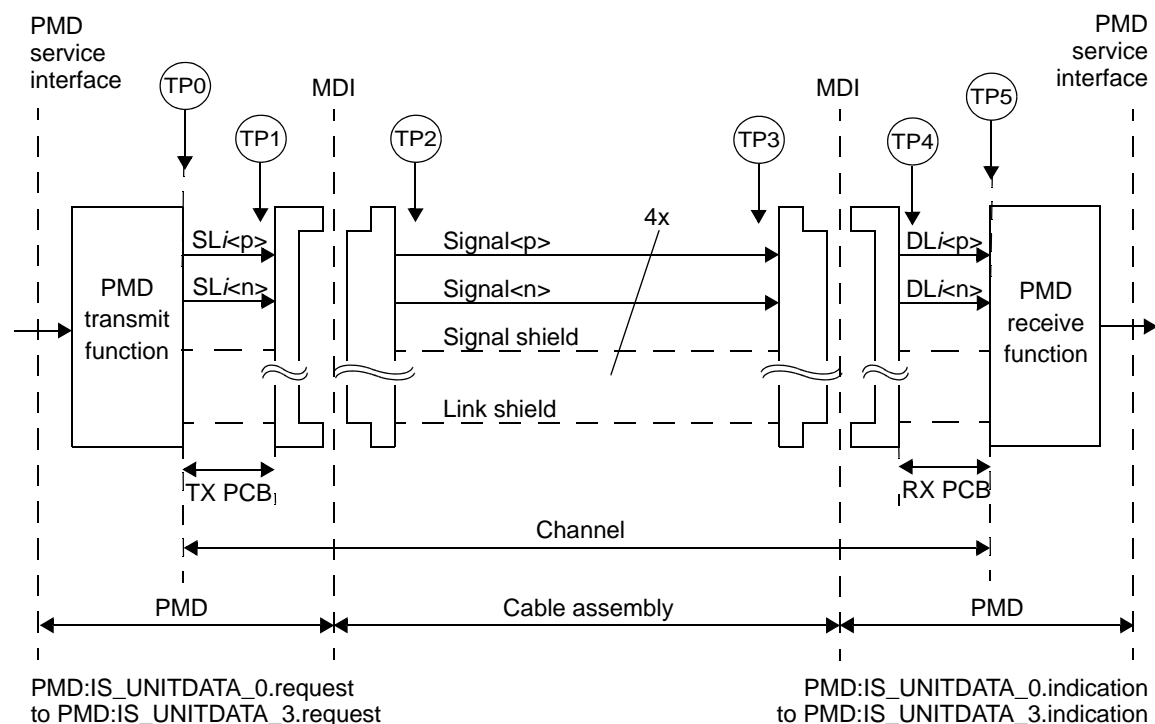 PMD
service
interface
PMD
service
interface
TP0
TP5
MDI
MDI
TP1
TP2
TP3
TP4
4x
SLi<p>
Signal<p>
DLi<p>
SLi<n>
Signal<n>
DLi<n>
PMD
transmit
function
PMD
receive
function
Signal shield
Link shield
TX PCB
RX PCB
Channel
PMD
Cable assembly
PMD
PMD:IS_UNITDATA_0.request
to PMD:IS_UNITDATA_3.request
PMD:IS_UNITDATA_0.indication
to PMD:IS_UNITDATA_3.indication